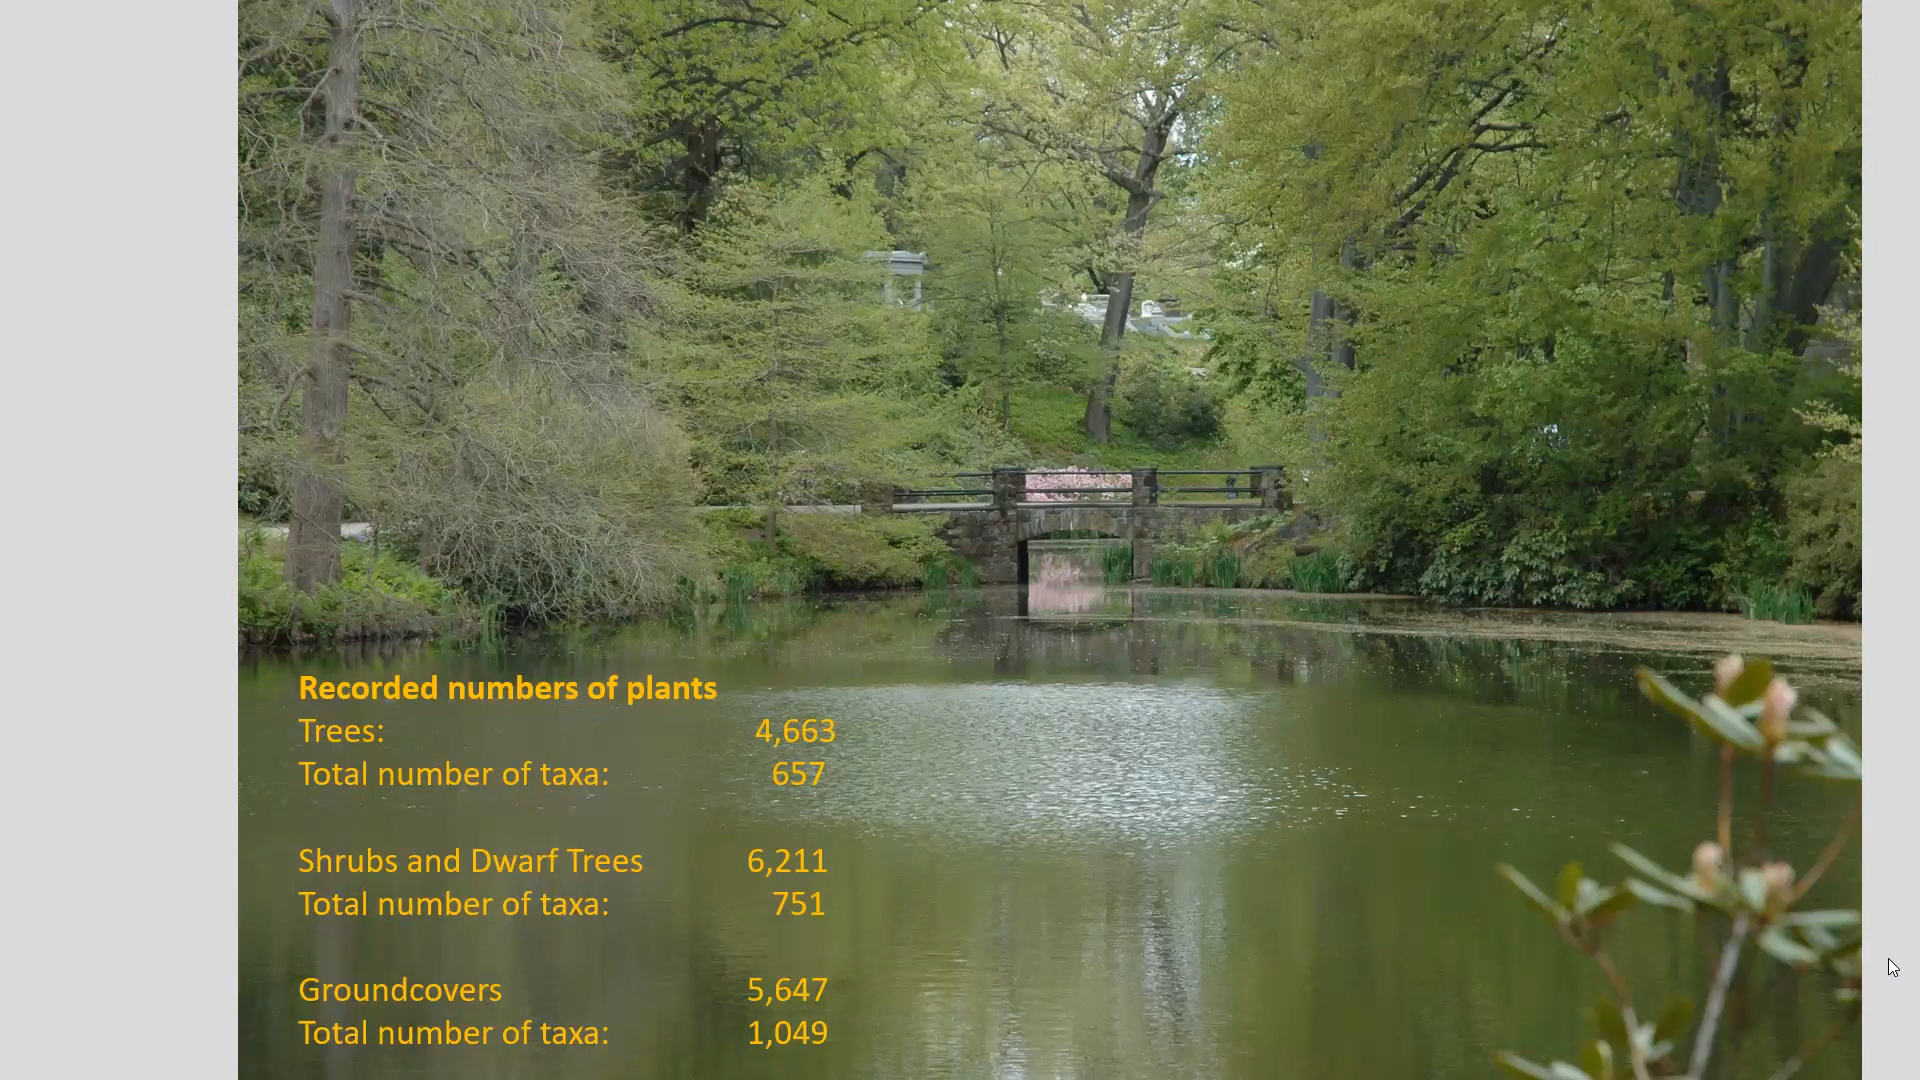 Recorded numbers of plants
Trees: 4,663
Total number of taxa: 657
Shrubs and Dwarf Trees 6,211
Total number of taxa: 751
Groundcovers 5,647
Total number of taxa: 1,049